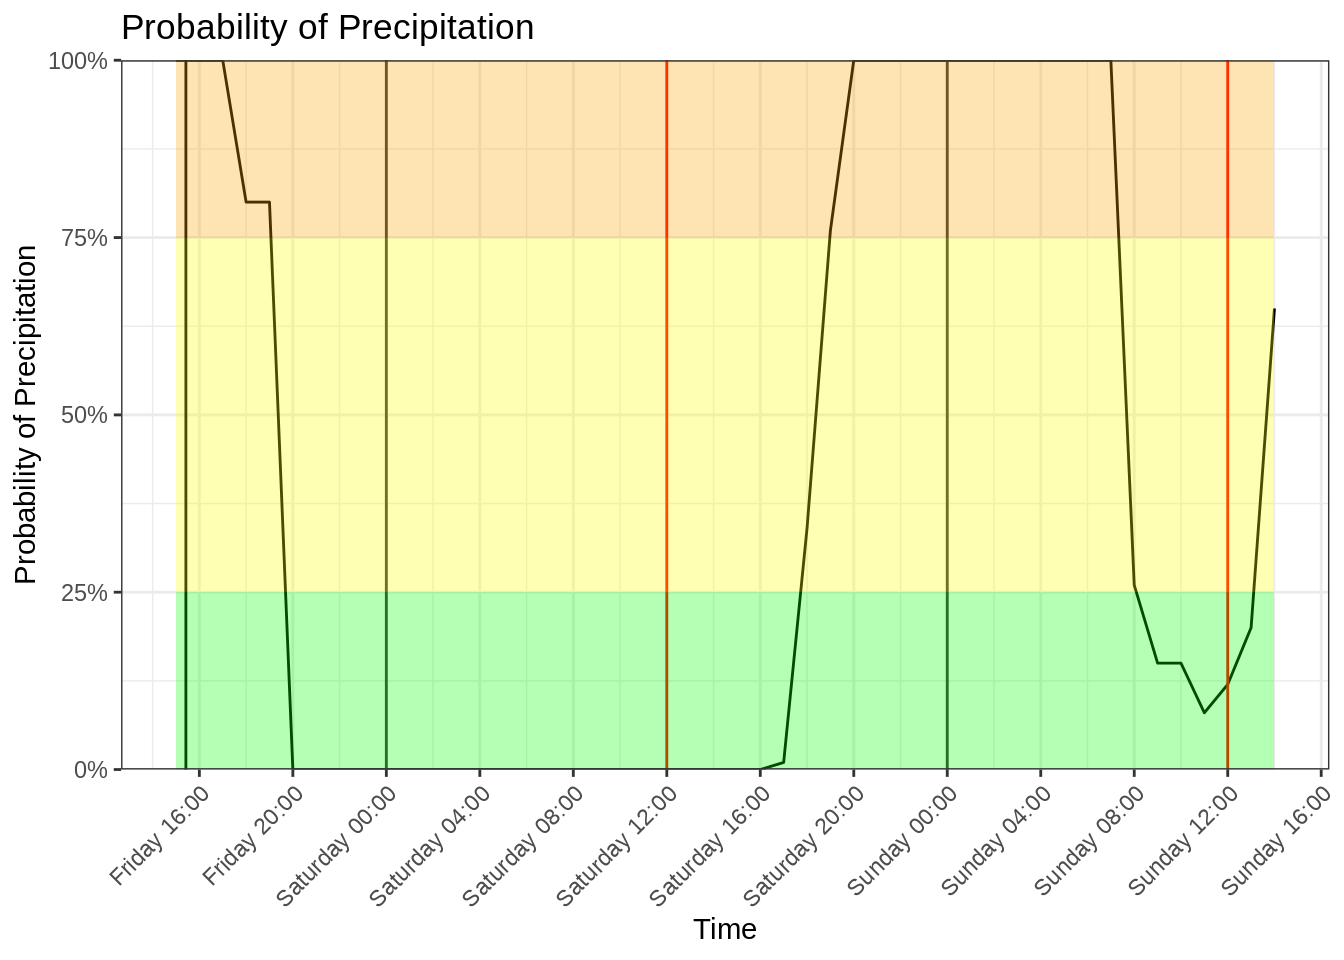 Probability of Precipitation
Probability of Precipitation
100%
75%
50%
25%
0%
Friday 16:00
Friday 20:00
Saturday 00:00
Saturday 04:00
Saturday 08:00
Saturday 12:00
Saturday 16:00
Saturday 20:00
Sunday 00:00
Sunday 04:00
Sunday 08:00
Sunday 12:00
Sunday 16:00
Time